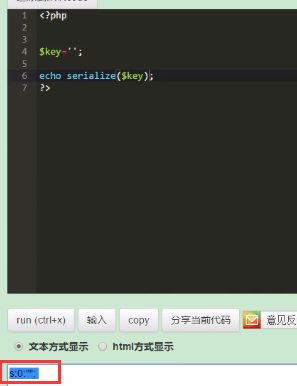 1 <?php
2
3
4 $key='';
5
6 echo serialize($key);
7 ?>
run (ctrl+x) 输入 copy 分享当前代码 意见反
文本方式显示 html方式显示
s:0:"";